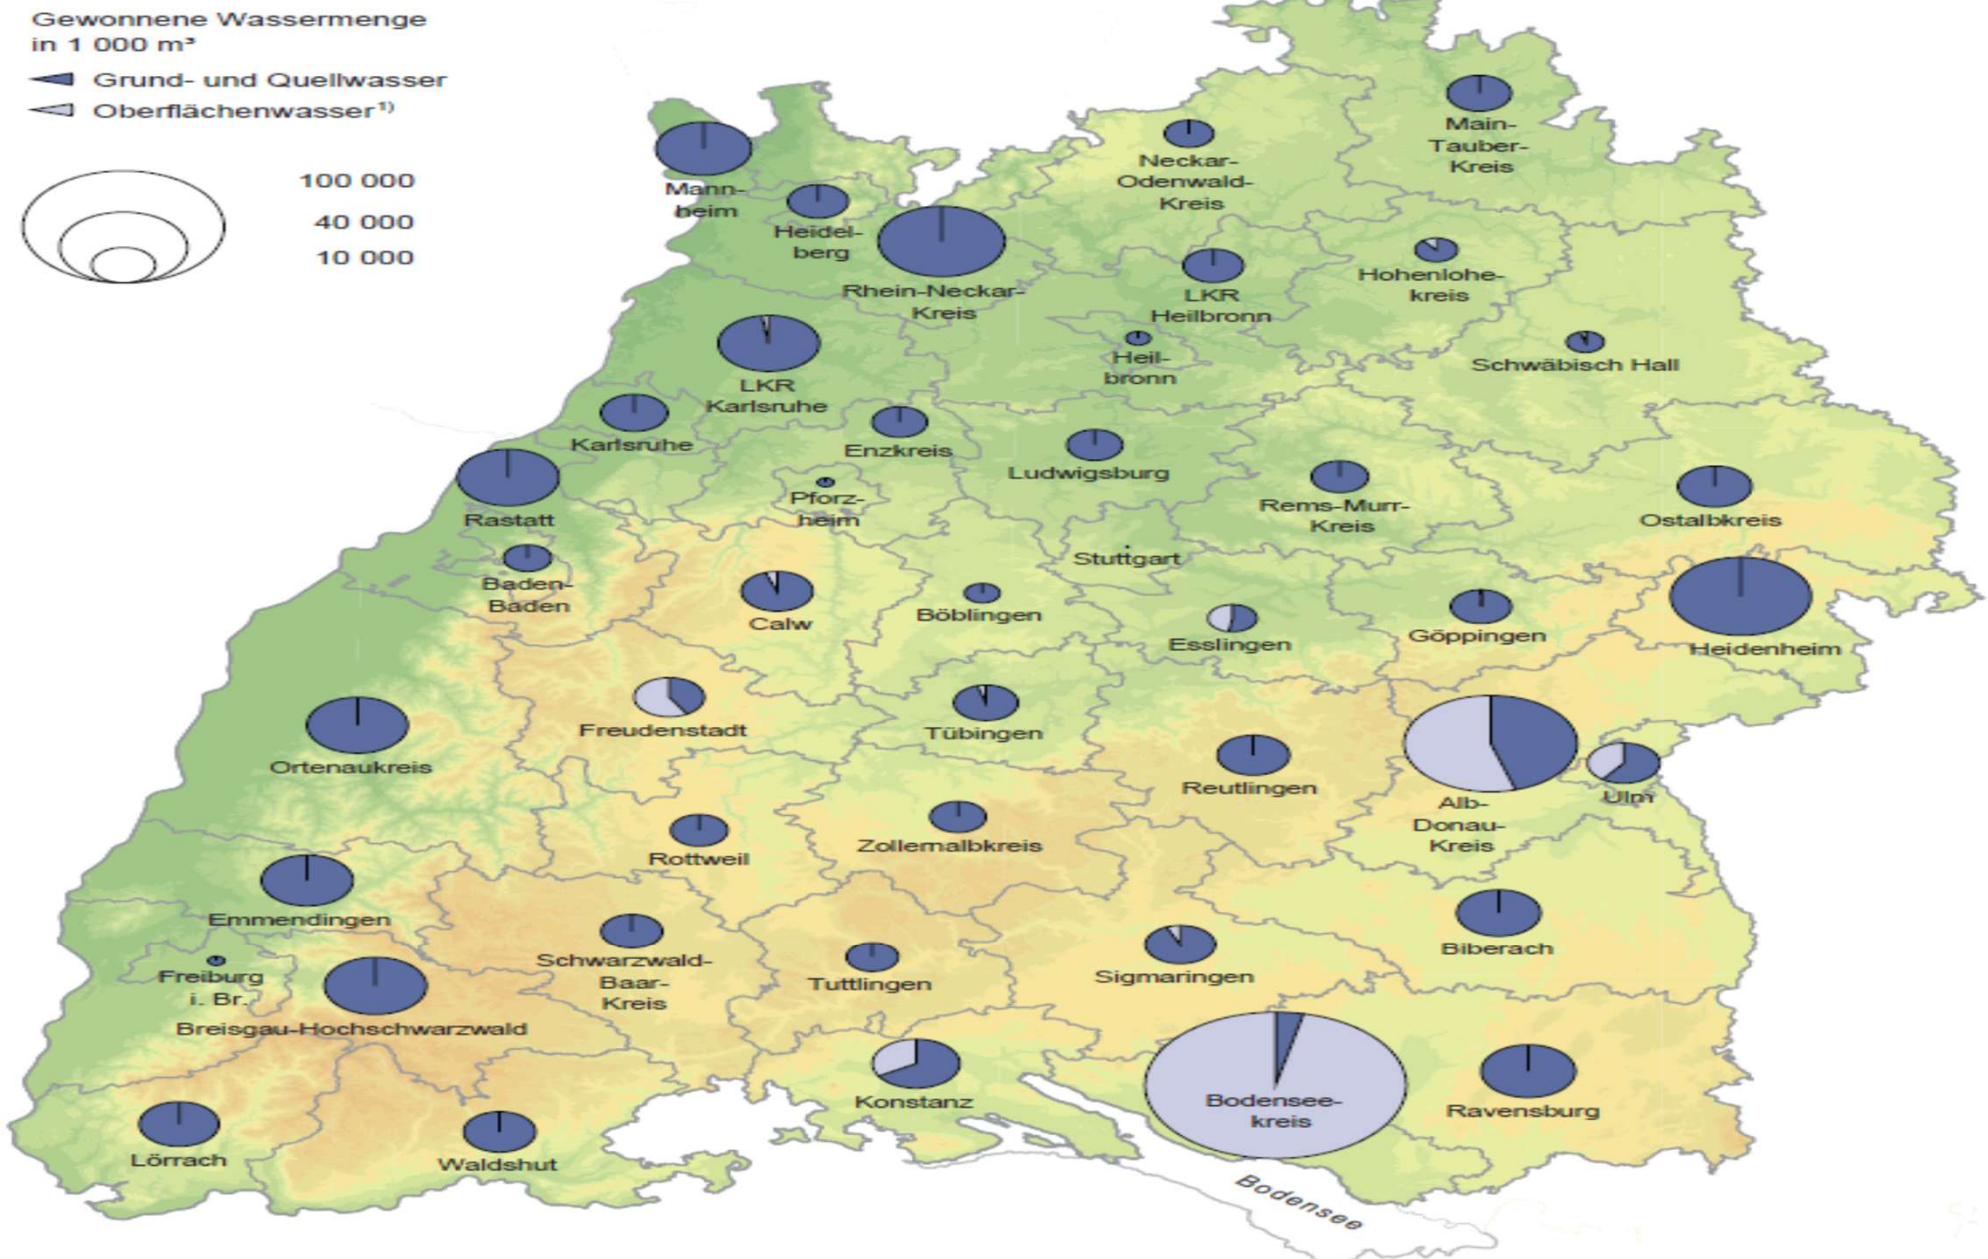 Gewonnene Wassermenge
in 1 000 m³
Grund- und Quellwasser
Oberflächenwasser¹⁾
100 000
40 000
10 000
Main-
Tauber-
Kreis
Neckar-
Odenwald-
Kreis
Mann-
heim
Heidel-
berg
Rhein-Neckar-
Kreis
LKR
Heilbronn
Hohenlohe-
kreis
Heil-
bronn
Schwäbisch Hall
LKR
Karlsruhe
Karlsruhe
Enzkreis
Ludwigsburg
Rems-Murr-
Kreis
Ostalbkreis
Rastatt
Pforz-
heim
Stuttgart
Baden-
Baden
Calw
Böblingen
Esslingen
Göppingen
Heidenheim
Freudenstadt
Tübingen
Ortenaukreis
Reutlingen
Alb-
Donau-
Kreis
Ulm
Rottweil
Zollernalbkreis
Emmendingen
Biberach
Schwarzwald-
Baar-
Kreis
Tuttlingen
Sigmaringen
Freiburg
i. Br.
Breisgau-Hochschwarzwald
Konstanz
Bodensee-
kreis
Ravensburg
Lörrach
Waldshut
Bodensee